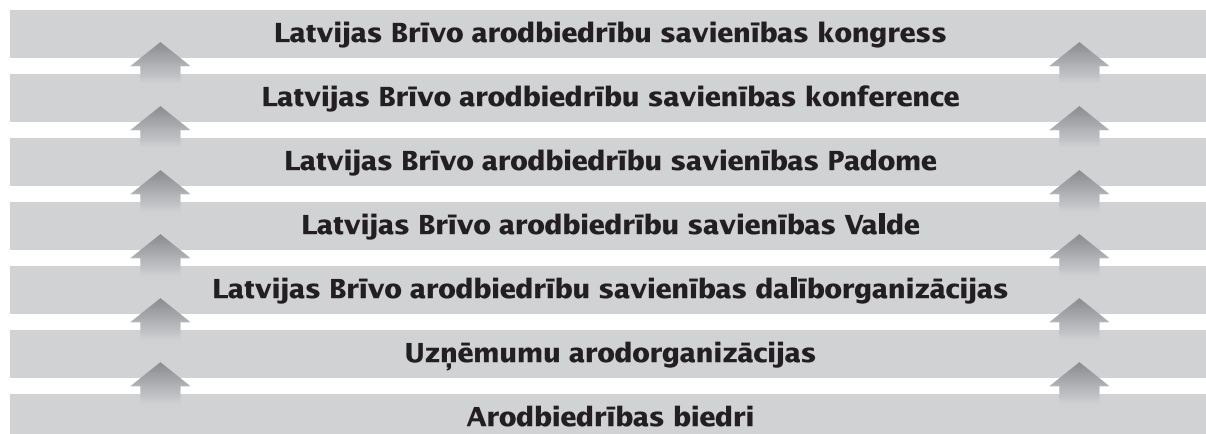 Latvijas Brīvo arodbiedrību savienības kongress
Latvijas Brīvo arodbiedrību savienības konference
Latvijas Brīvo arodbiedrību savienības Padome
Latvijas Brīvo arodbiedrību savienības Valde
Latvijas Brīvo arodbiedrību savienības dalīborganizācijas
Uzņēmumu arodorganizācijas
Arodbiedrības biedri